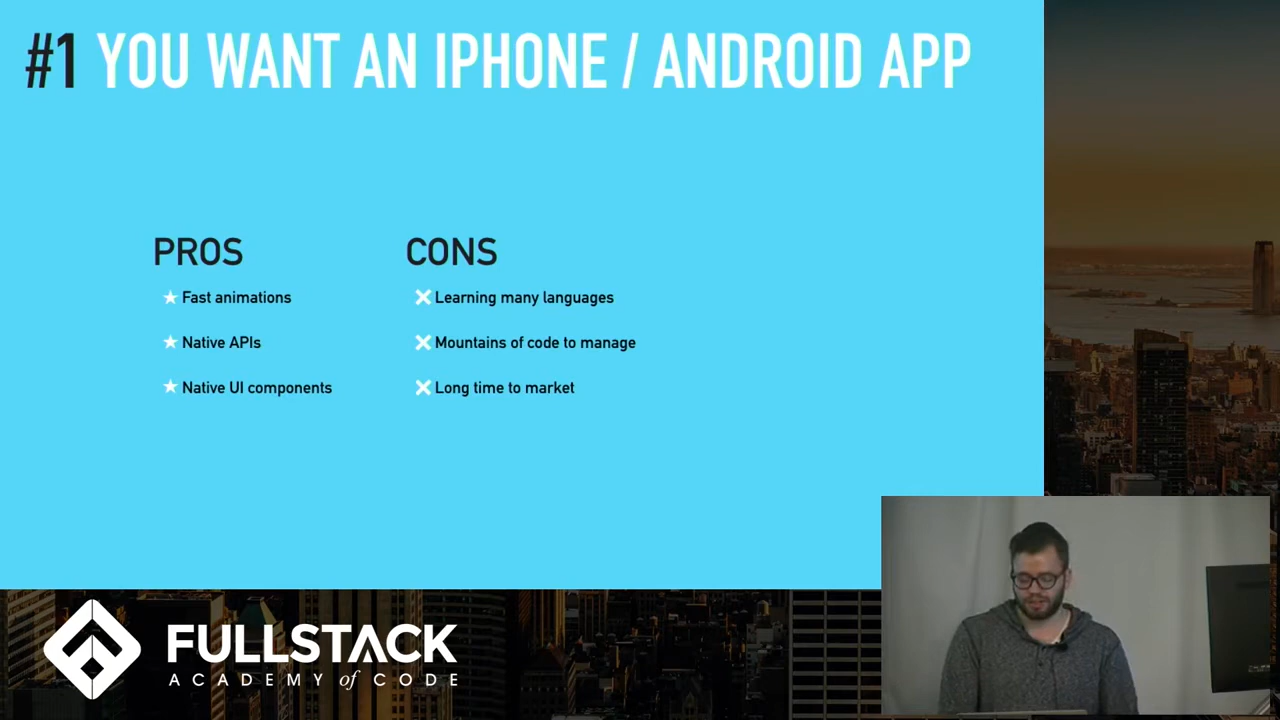 #1 YOU WANT AN IPHONE / ANDROID APP
PROS
Fast animations
Native APIs
Native UI components
CONS
Learning many languages
Mountains of code to manage
Long time to market
FULLSTACK
ACADEMY of CODE